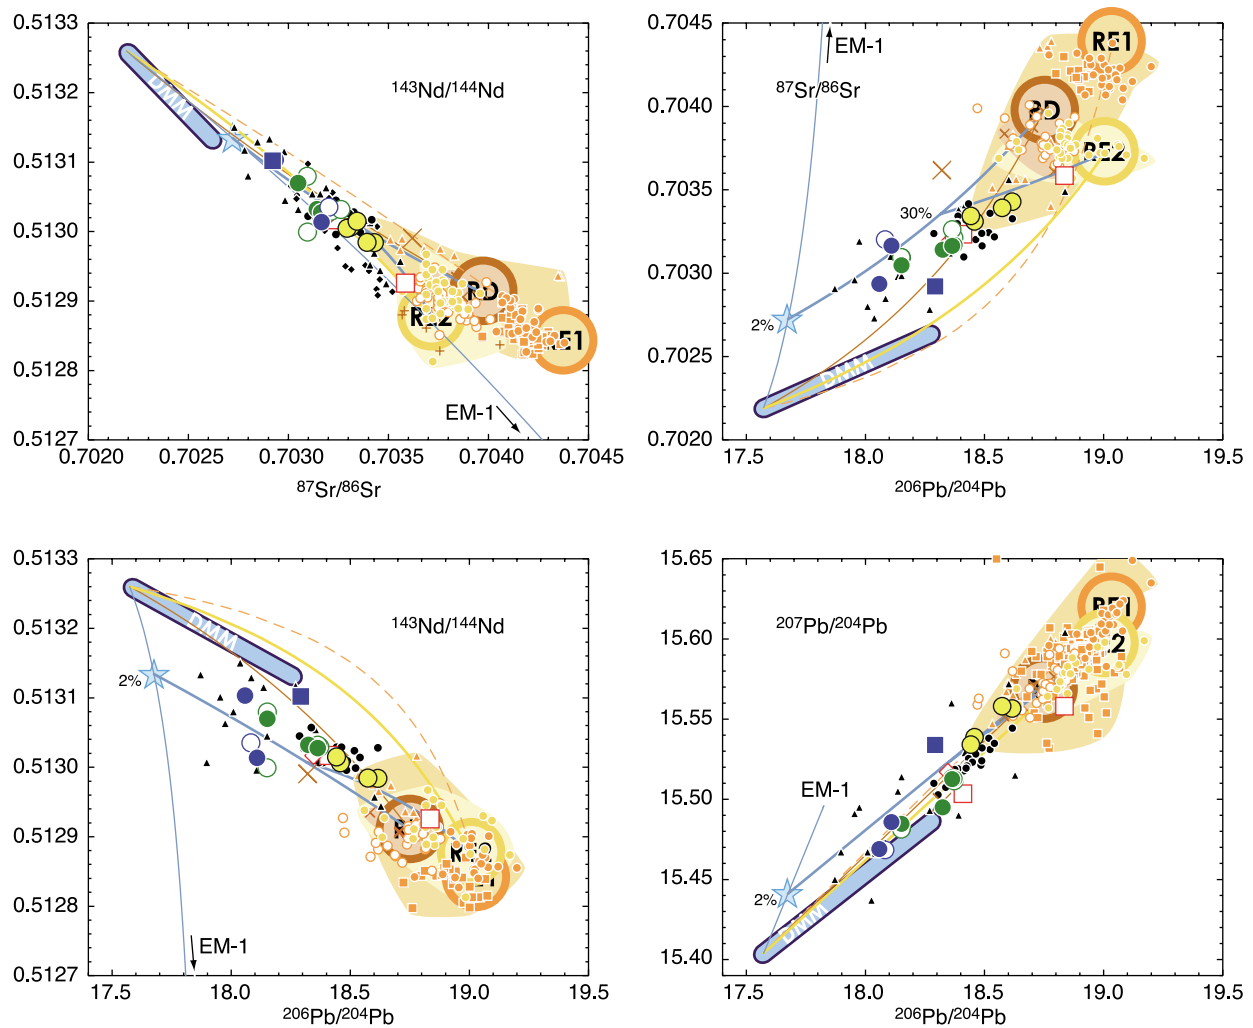 0.5133
0.5132
0.5131
0.5130
0.5129
0.5128
0.5127
143Nd/144Nd
DMM
RD
RE1
EM-1
0.7020
0.7025
0.7030
0.7035
0.7040
0.7045
87Sr/86Sr
0.7045
0.7040
0.7035
0.7030
0.7025
0.7020
EM-1
87Sr/86Sr
RE1
RD
RE2
30%
2%
DMM
17.5
18.0
18.5
19.0
19.5
206Pb/204Pb
0.5133
0.5132
0.5131
0.5130
0.5129
0.5128
0.5127
143Nd/144Nd
DMM
2%
EM-1
17.5
18.0
18.5
19.0
19.5
206Pb/204Pb
15.65
15.60
15.55
15.50
15.45
15.40
207Pb/204Pb
RE1
EM-1
2%
DMM
17.5
18.0
18.5
19.0
19.5
206Pb/204Pb